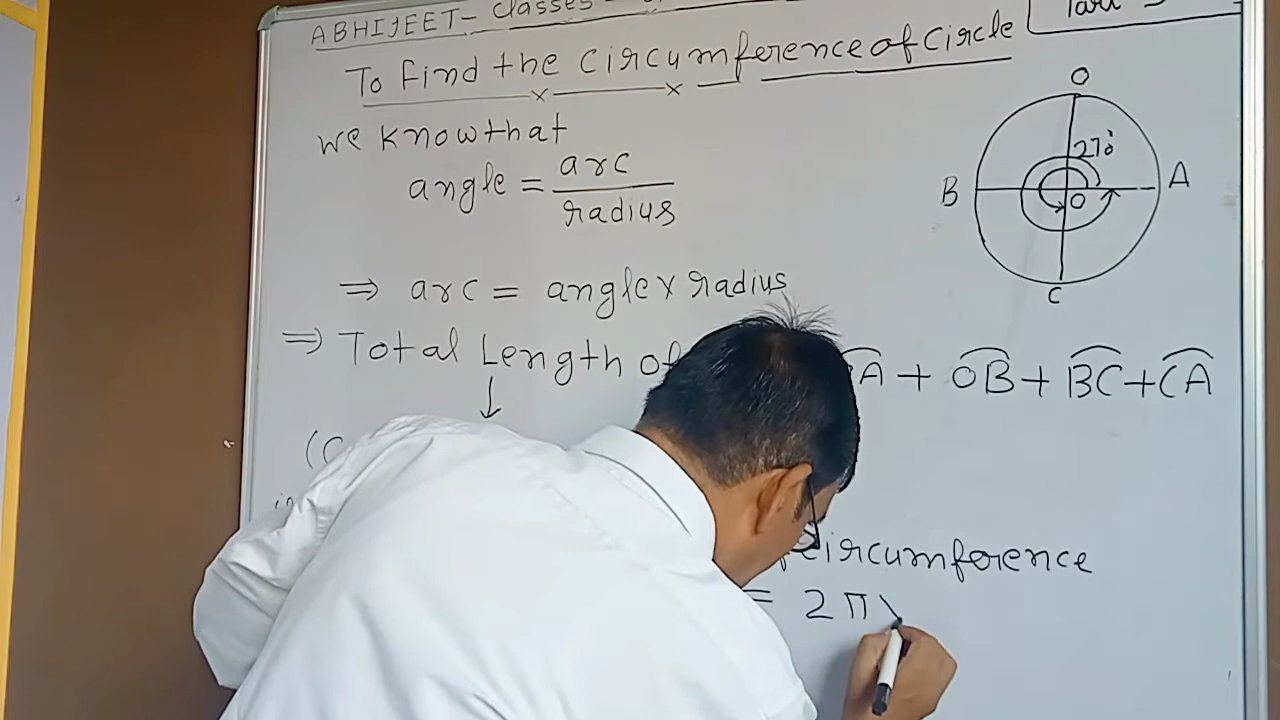 ABHIJEET- Classes
To Find the Circumference of Circle
we know that
angle = arc
radius
⇒ arc = angle x radius
⇒ Total Length of A + OB + BC + CA
↓
Circumference
= 2π
O
270°
B
A
O
C